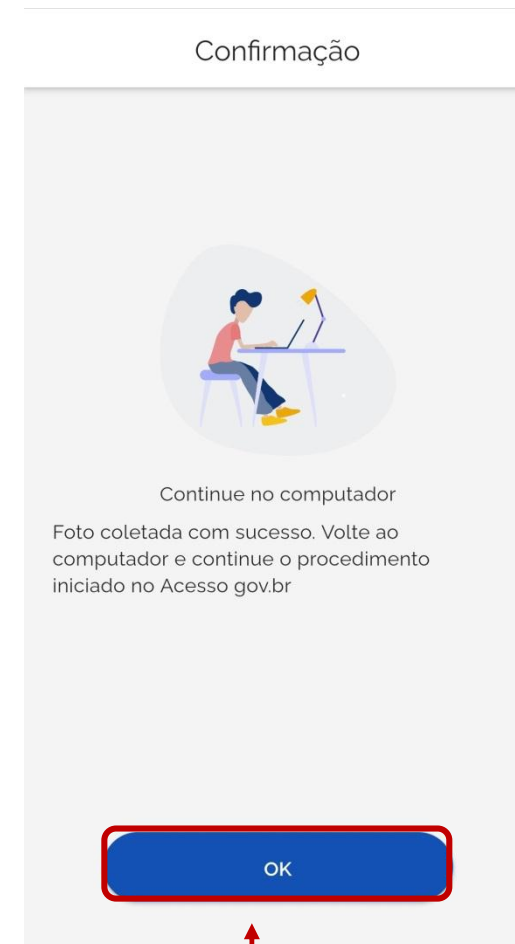 Confirmação
Continue no computador
Foto coletada com sucesso. Volte ao
computador e continue o procedimento
iniciado no Acesso gov.br
OK